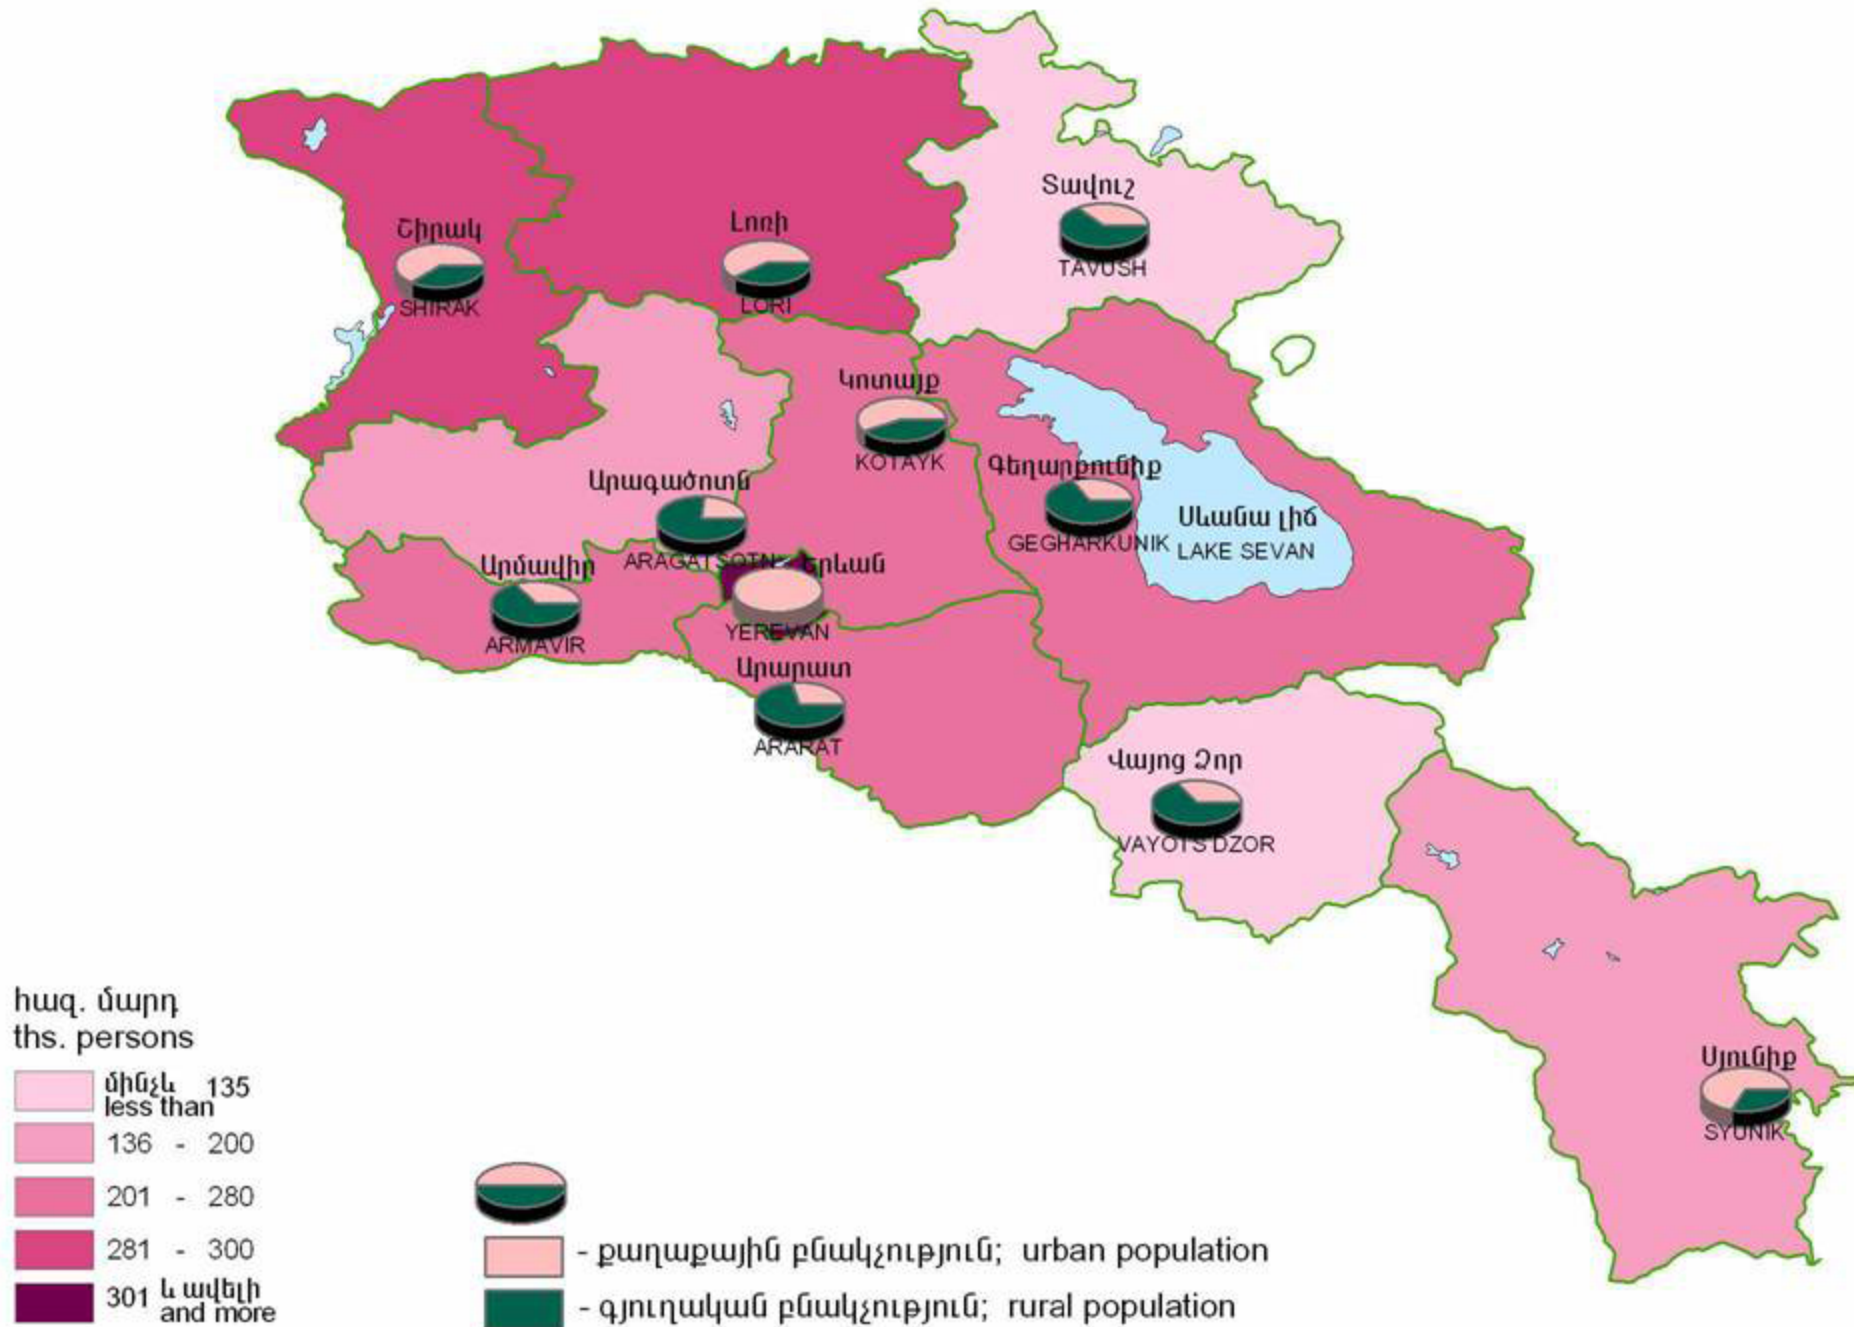 Տավուշ
TAVUSH
Շիրակ
SHIRAK
Լոռի
LORI
Կոտայք
KOTAYK
Գեղարքունիք
GEGHARKUNIK
Սևանա լիճ
LAKE SEVAN
Արագածոտն
ARAGATSOTN
Արմավիր
ARMAVIR
Երևան
YEREVAN
Արարատ
ARARAT
Վայոց Ձոր
VAYOTS DZOR
Սյունիք
SYUNIK
հազ. մարդ
ths. persons
մինչև 135
less than
136 - 200
201 - 280
281 - 300
301 և ավելի
and more
- քաղաքային բնակչություն; urban population
- գյուղական բնակչություն; rural population